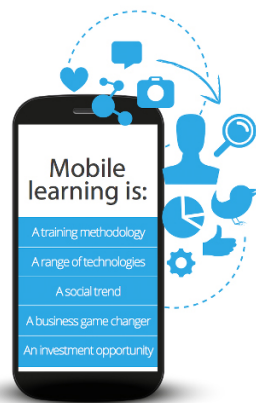 Mobile
learning is:
A training methodology
A range of technologies
A social trend
A business game changer
An investment opportunity